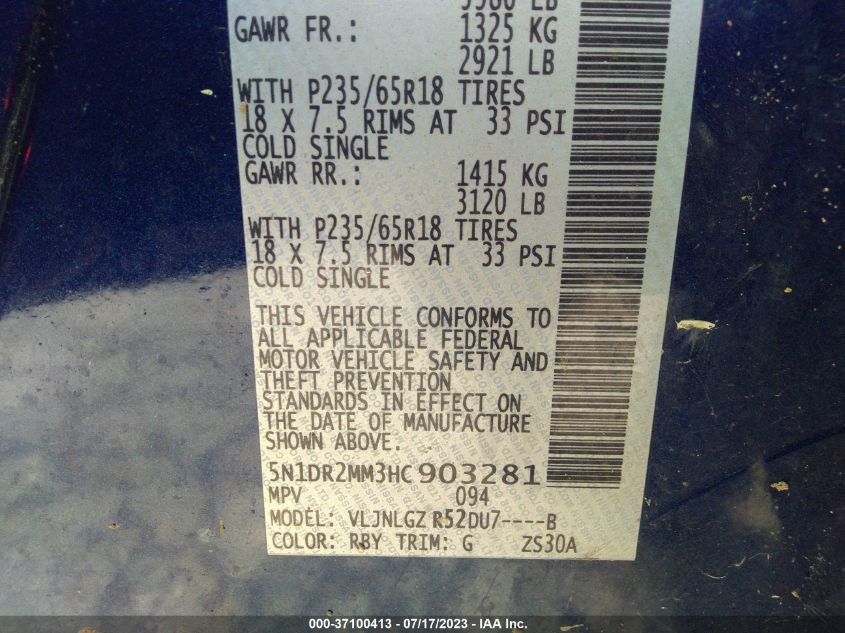 GAWR FR.: 1325 KG
2921 LB
WITH P235/65R18 TIRES
18 X 7.5 RIMS AT 33 PSI
COLD SINGLE
GAWR RR.: 1415 KG
3120 LB
WITH P235/65R18 TIRES
18 X 7.5 RIMS AT 33 PSI
COLD SINGLE
THIS VEHICLE CONFORMS TO
ALL APPLICABLE FEDERAL
MOTOR VEHICLE SAFETY AND
THEFT PREVENTION
STANDARDS IN EFFECT ON
THE DATE OF MANUFACTURE
SHOWN ABOVE.
5N1DR2MM3HC903281
MPV 094
MODEL: VLJNLGZ R52DU7----B
COLOR: RBY TRIM: G ZS30A
000-37100413 - 07/17/2023 - IAA Inc.